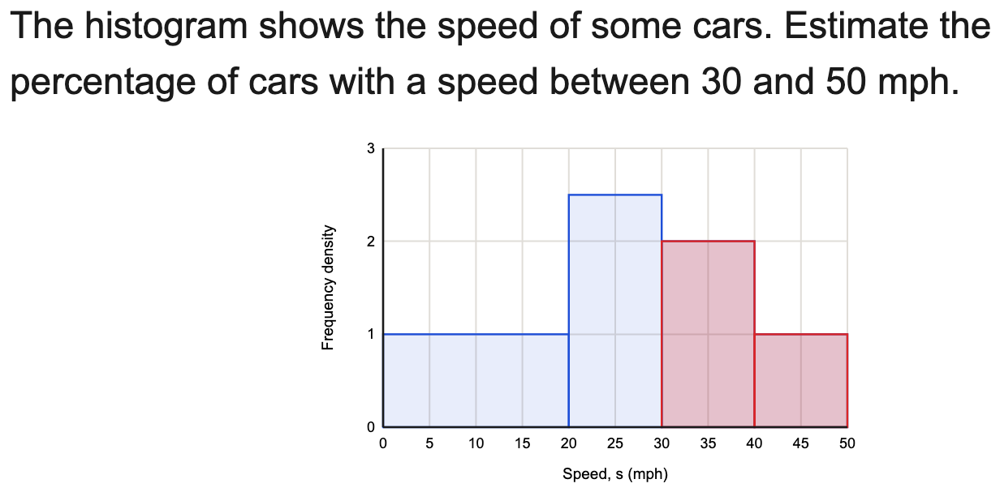 The histogram shows the speed of some cars. Estimate the
percentage of cars with a speed between 30 and 50 mph.
3
2
1
0
Frequency density
0 5 10 15 20 25 30 35 40 45 50
Speed, s (mph)